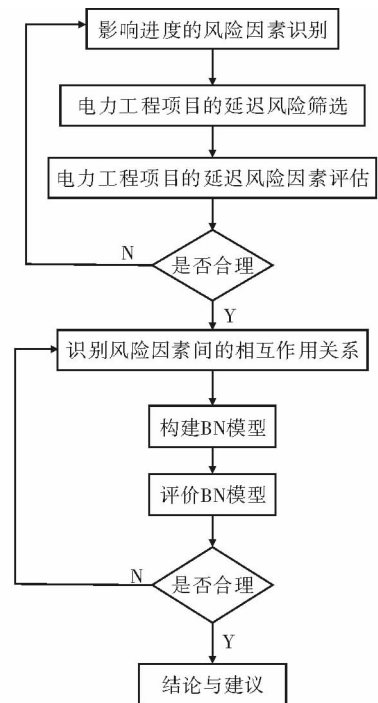 影响进度的风险因素识别
电力工程项目的延迟风险筛选
电力工程项目的延迟风险因素评估
N
是否合理
Y
识别风险因素间的相互作用关系
构建BN模型
评价BN模型
N
是否合理
Y
结论与建议